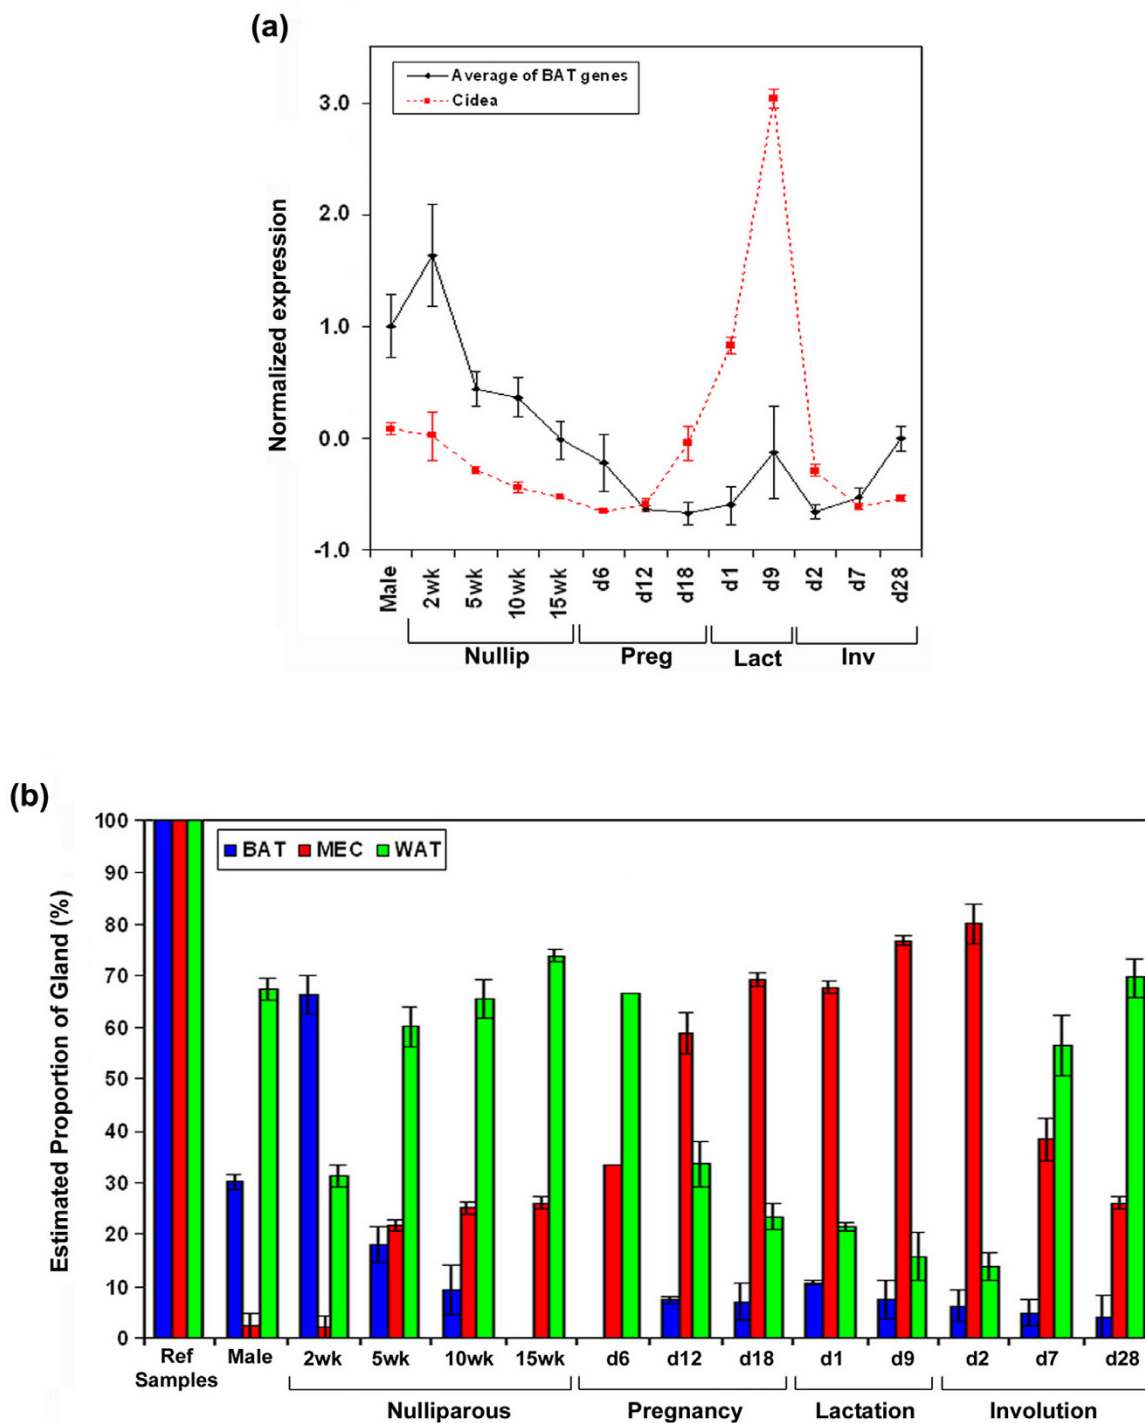 (a)
Average of BAT genes
Cidea
Normalized expression
3.0
2.0
1.0
0.0
-1.0
Male 2wk 5wk 10wk 15wk d6 d12 d18 d1 d9 d2 d7 d28
Nullip Preg Lact Inv
(b)
Estimated Proportion of Gland (%)
BAT MEC WAT
100
90
80
70
60
50
40
30
20
10
0
Ref Male 2wk 5wk 10wk 15wk d6 d12 d18 d1 d9 d2 d7 d28
Samples
Nulliparous Pregnancy Lactation Involution